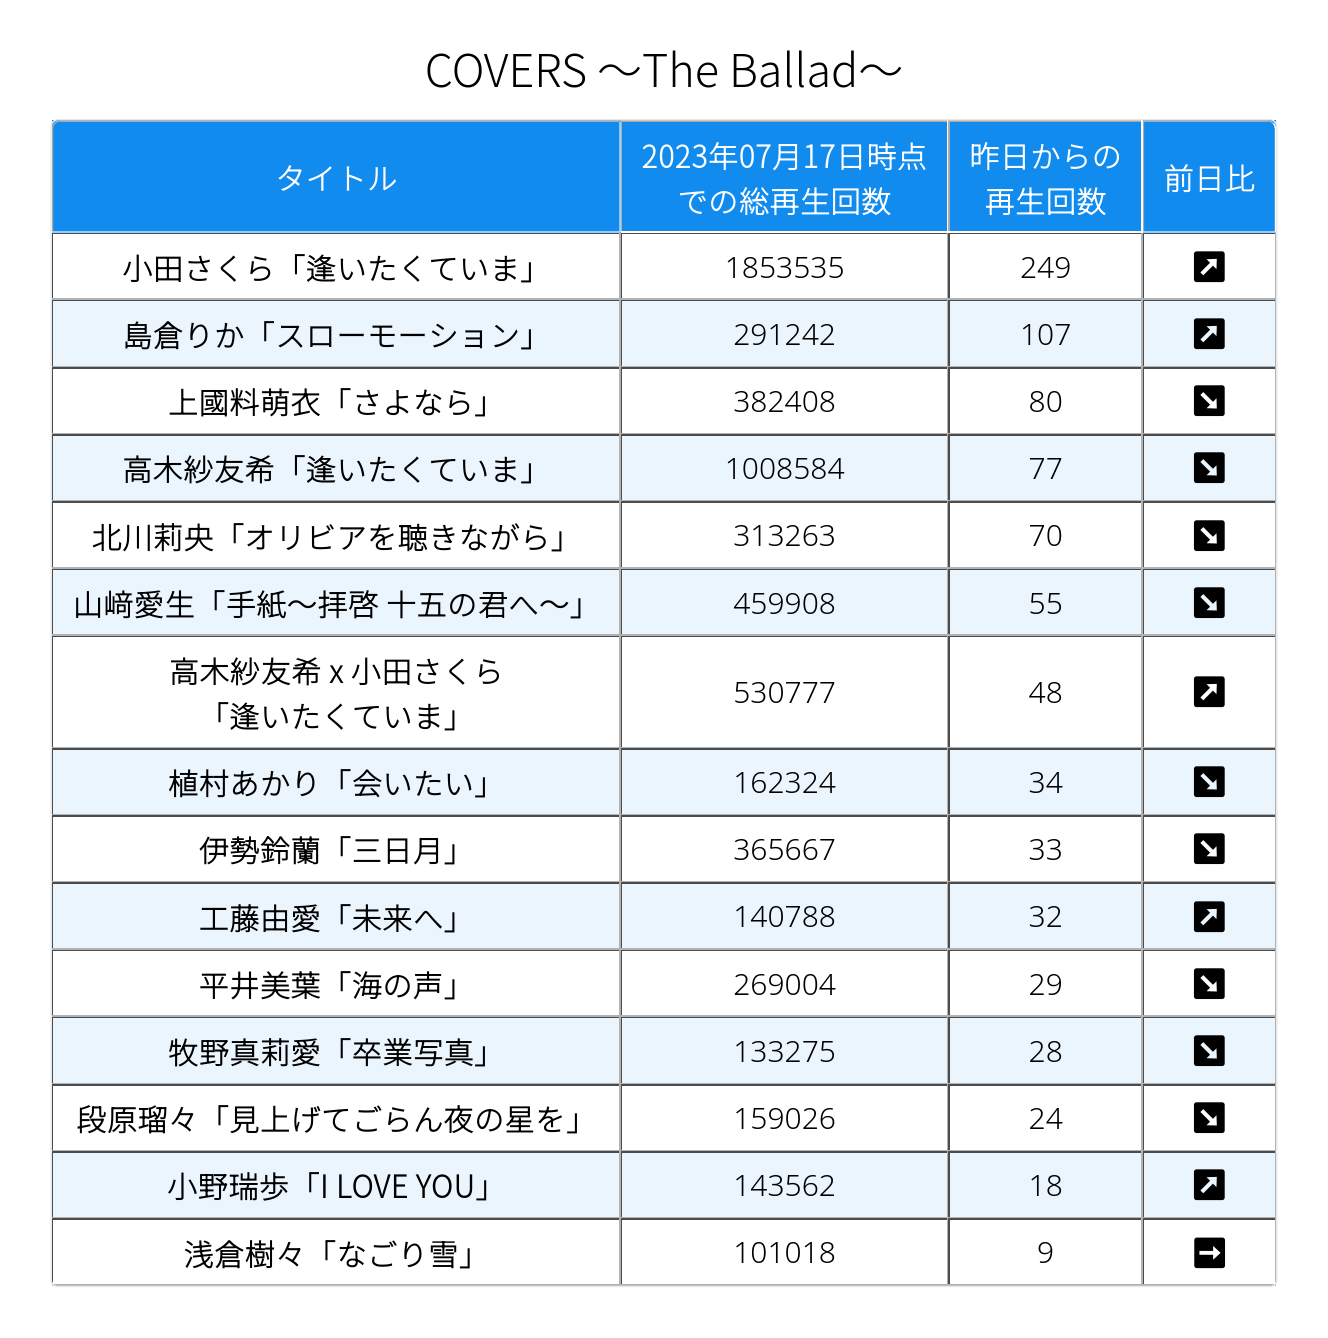 COVERS ～The Ballad～
タイトル
2023年07月17日時点
での総再生回数
昨日からの
再生回数
前日比
小田さくら「逢いたくていま」 1853535 249
島倉りか「スローモーション」 291242 107
上國料萌衣「さよなら」 382408 80
高木紗友希「逢いたくていま」 1008584 77
北川莉央「オリビアを聴きながら」 313263 70
山﨑愛生「手紙～拝啓 十五の君へ～」 459908 55
高木紗友希 x 小田さくら
「逢いたくていま」 530777 48
植村あかり「会いたい」 162324 34
伊勢鈴蘭「三日月」 365667 33
工藤由愛「未来へ」 140788 32
平井美葉「海の声」 269004 29
牧野真莉愛「卒業写真」 133275 28
段原瑠々「見上げてごらん夜の星を」 159026 24
小野瑞歩「I LOVE YOU」 143562 18
浅倉樹々「なごり雪」 101018 9